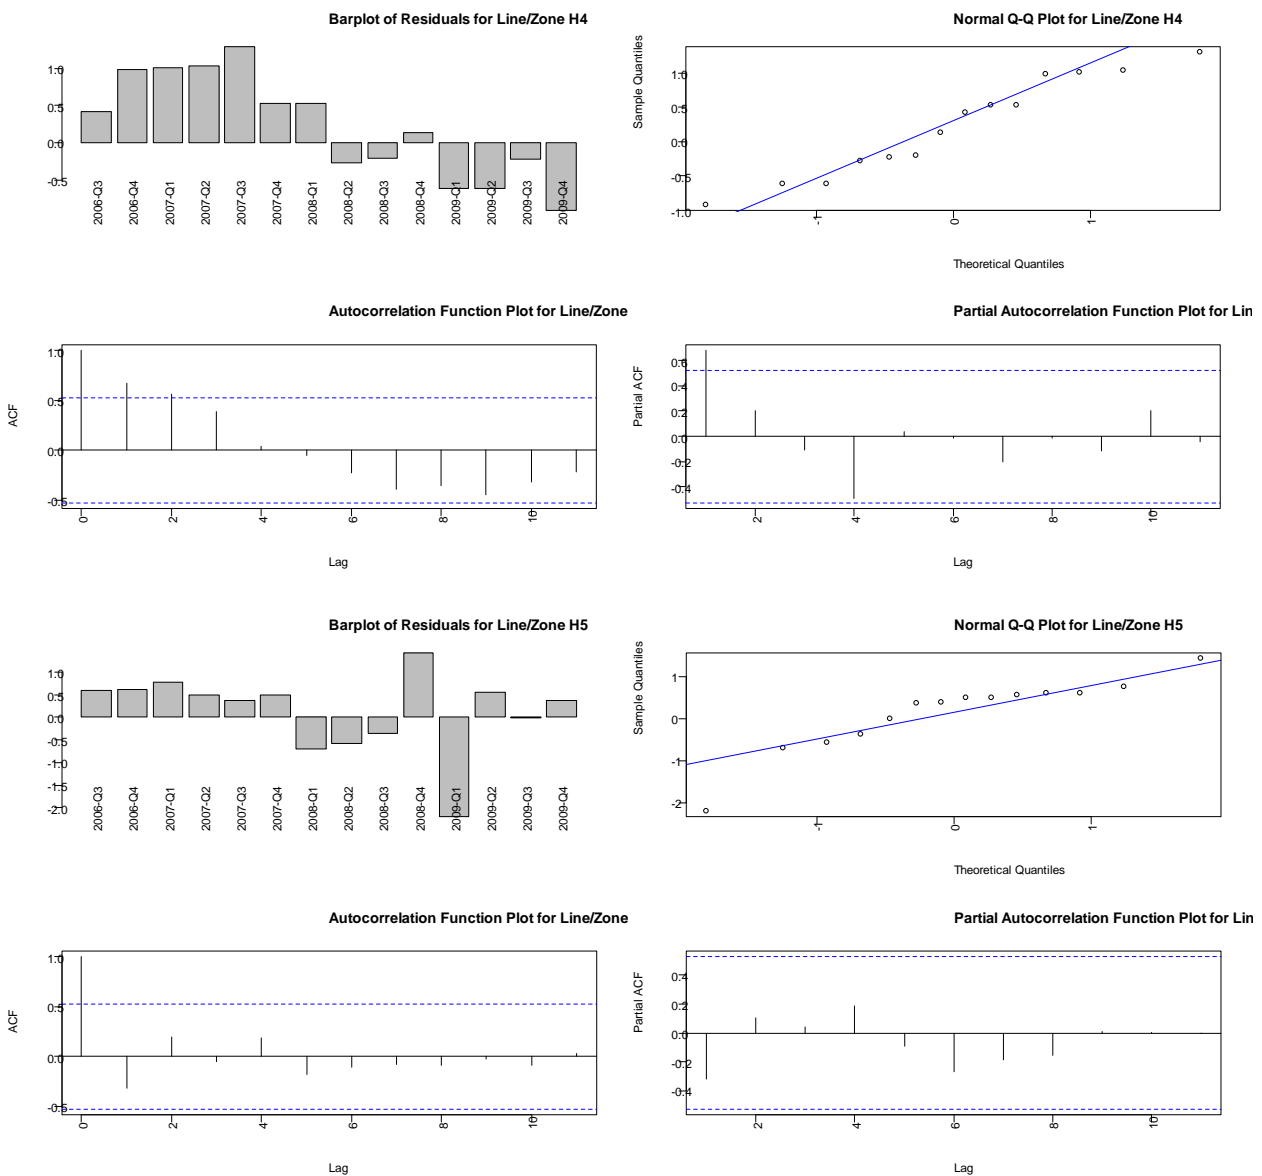 Barplot of Residuals for Line/Zone H4
1.0
0.5
0.0
-0.5
2006-Q3
2006-Q4
2007-Q1
2007-Q2
2007-Q3
2007-Q4
2008-Q1
2008-Q2
2008-Q3
2008-Q4
2009-Q1
2009-Q2
2009-Q3
2009-Q4
Normal Q-Q Plot for Line/Zone H4
Sample Quantiles
1.0
0.5
0.0
-0.5
-1.0
-1
0
1
Theoretical Quantiles
Autocorrelation Function Plot for Line/Zone
ACF
1.0
0.5
0.0
-0.5
0
2
4
6
8
10
Lag
Partial Autocorrelation Function Plot for Lin
Partial ACF
0.6
0.4
0.2
0.0
-0.2
-0.4
2
4
6
8
10
Lag
Barplot of Residuals for Line/Zone H5
1.0
0.5
0.0
-0.5
-1.0
-1.5
-2.0
2006-Q3
2006-Q4
2007-Q1
2007-Q2
2007-Q3
2007-Q4
2008-Q1
2008-Q2
2008-Q3
2008-Q4
2009-Q1
2009-Q2
2009-Q3
2009-Q4
Normal Q-Q Plot for Line/Zone H5
Sample Quantiles
1
0
-1
-2
-1
0
1
Theoretical Quantiles
Autocorrelation Function Plot for Line/Zone
ACF
1.0
0.5
0.0
-0.5
0
2
4
6
8
10
Lag
Partial Autocorrelation Function Plot for Lin
Partial ACF
0.4
0.2
0.0
-0.2
-0.4
2
4
6
8
10
Lag